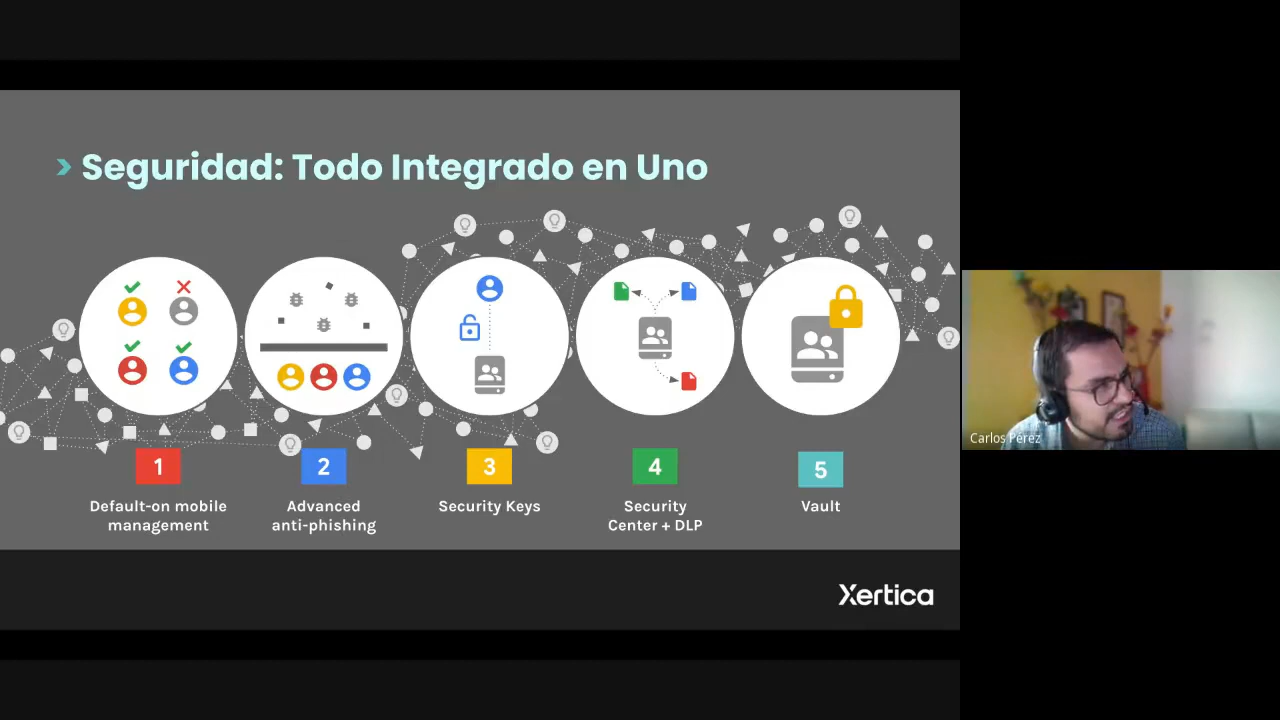 Seguridad: Todo Integrado en Uno
1
Default-on mobile
management
2
Advanced
anti-phishing
3
Security Keys
4
Security
Center + DLP
5
Vault
Carlos Pérez
Xertica